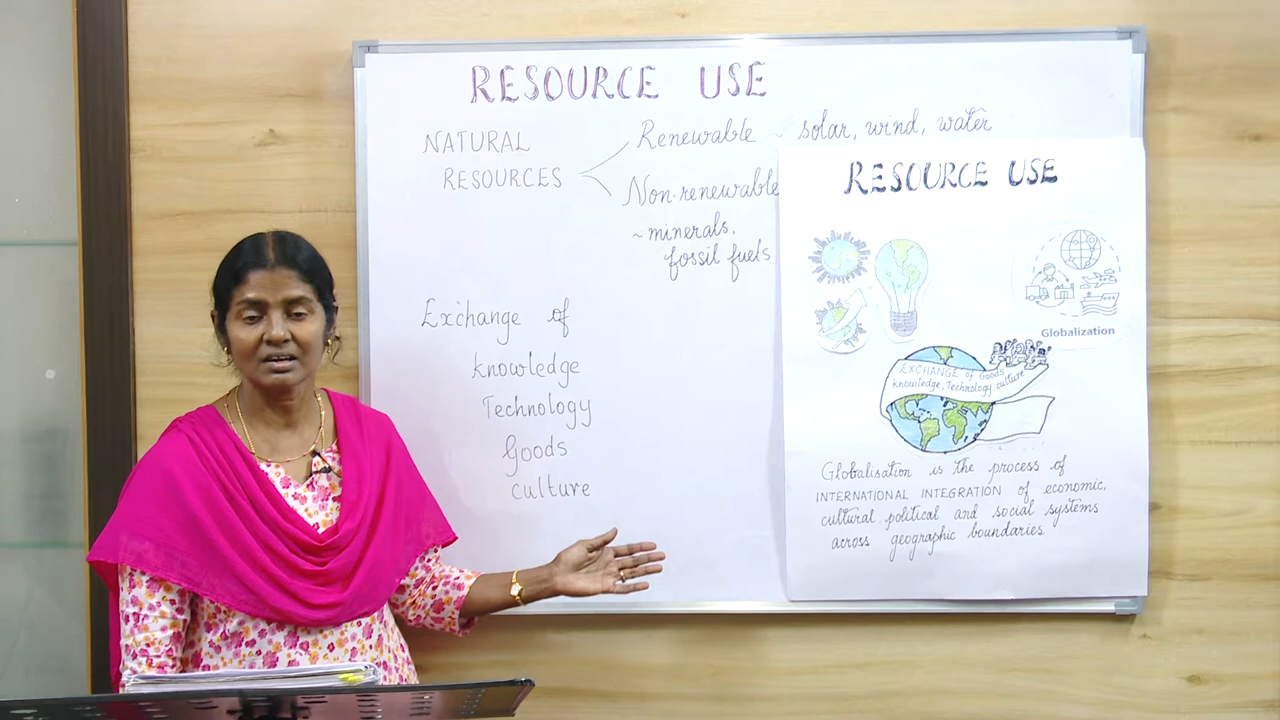 RESOURCE USE
NATURAL
RESOURCES
Renewable ~ solar, wind, water
Non-renewable
~ minerals,
fossil fuels
Exchange of
knowledge
Technology
Goods
culture
RESOURCE USE
Globalization
EXCHANGE of Goods
knowledge, Technology, culture
Globalisation is the process of
INTERNATIONAL INTEGRATION of economic,
cultural political and social systems
across geographic boundaries.